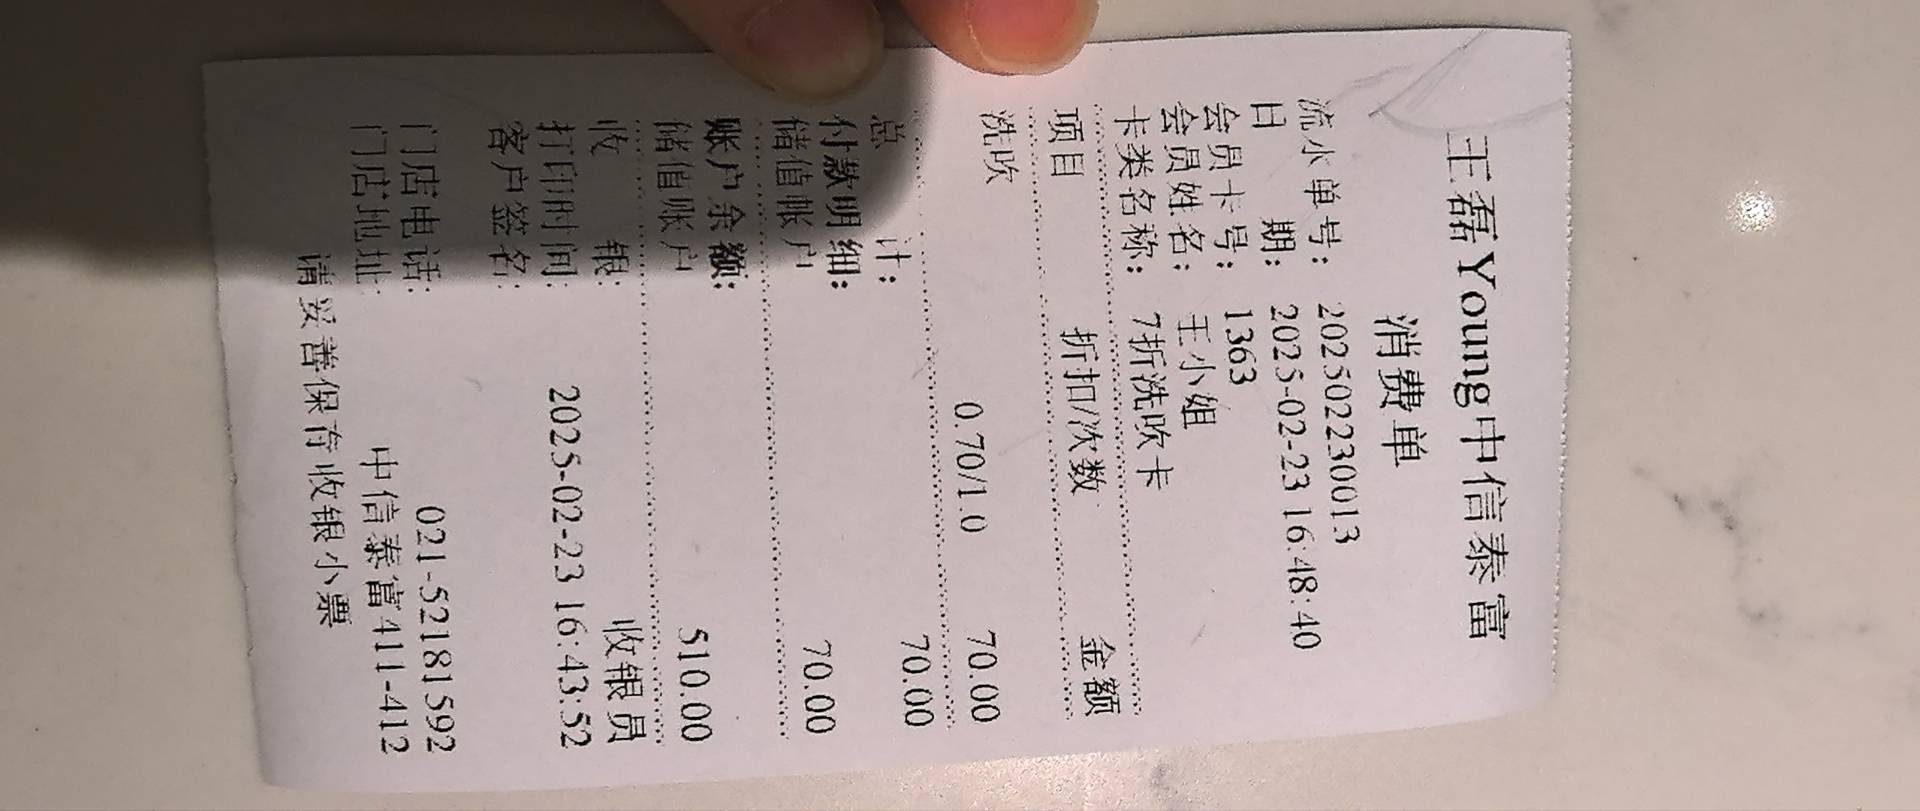 王磊Young中信泰富
消费单
流水单号: 202502230013
日 期: 2025-02-23 16:48:40
会员卡号: 1363
会员姓名: 王小姐
卡类名称: 7折洗吹卡
项目 折扣/次数 金额
洗吹
0.70/1.0 70.00
总 计: 70.00
付款明细:
储值帐户 70.00
账户余额:
储值账户 510.00
收 银: 收银员
打印时间: 2025-02-23 16:43:52
客户签名:
门店电话: 021-52181592
门店地址: 中信泰富411-412
请妥善保存收银小票